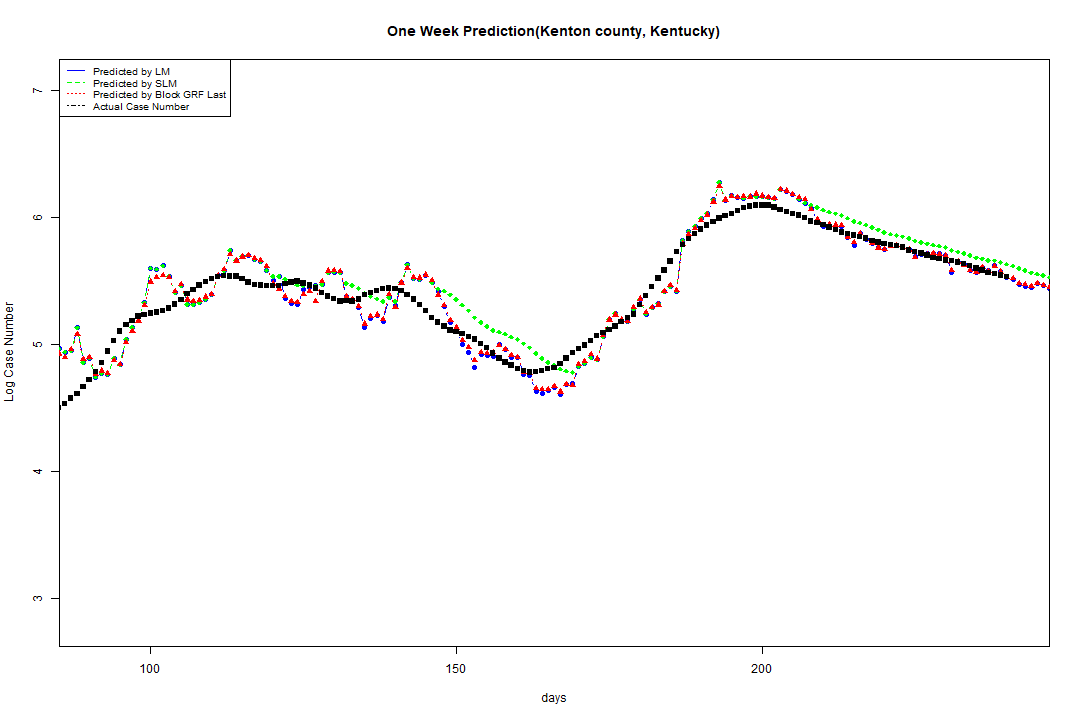 One Week Prediction(Kenton county, Kentucky)
Predicted by LM
Predicted by SLM
Predicted by Block GRF Last
Actual Case Number
7
6
5
4
3
Log Case Number
100
150
200
days